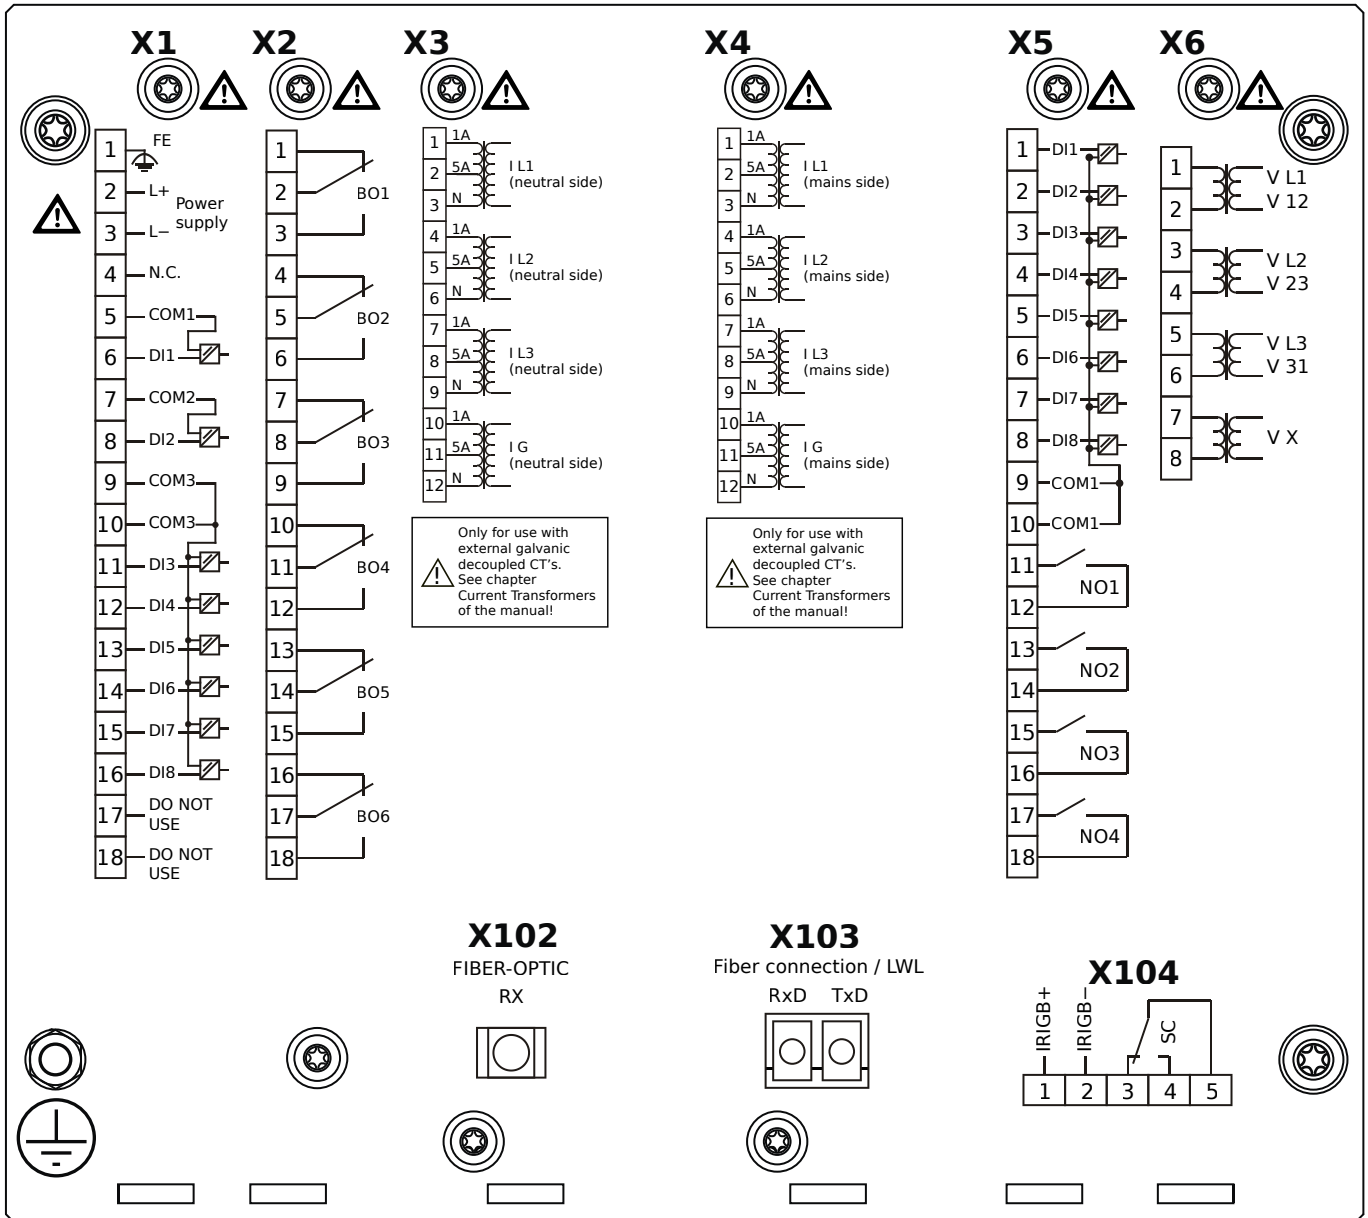 X1
X2
X3
X4
X5
X6
1
FE
2
L+
Power
supply
3
L−
4
N.C.
5
COM1
6
DI1
7
COM2
8
DI2
9
COM3
10
COM3
11
DI3
12
DI4
13
DI5
14
DI6
15
DI7
16
DI8
17
DO NOT
USE
18
DO NOT
USE
1
2
BO1
3
4
5
BO2
6
7
8
BO3
9
10
11
BO4
12
13
14
BO5
15
16
17
BO6
18
1
1A
2
5A
I L1
(neutral side)
3
N
4
1A
5
5A
I L2
(neutral side)
6
N
7
1A
8
5A
I L3
(neutral side)
9
N
10
1A
11
5A
I G
(neutral side)
12
N
Only for use with
external galvanic
decoupled CT's.
See chapter
Current Transformers
of the manual!
1
1A
2
5A
I L1
(mains side)
3
N
4
1A
5
5A
I L2
(mains side)
6
N
7
1A
8
5A
I L3
(mains side)
9
N
10
1A
11
5A
I G
(mains side)
12
N
Only for use with
external galvanic
decoupled CT's.
See chapter
Current Transformers
of the manual!
1
DI1
2
DI2
3
DI3
4
DI4
5
DI5
6
DI6
7
DI7
8
DI8
9
COM1
10
COM1
11
NO1
12
13
NO2
14
15
NO3
16
17
NO4
18
1
V L1
2
V 12
3
V L2
4
V 23
5
V L3
6
V 31
7
V X
8
X102
FIBER-OPTIC
RX
X103
Fiber connection / LWL
RxD TxD
X104
IRIGB+
IRIGB−
SC
1 2 3 4 5